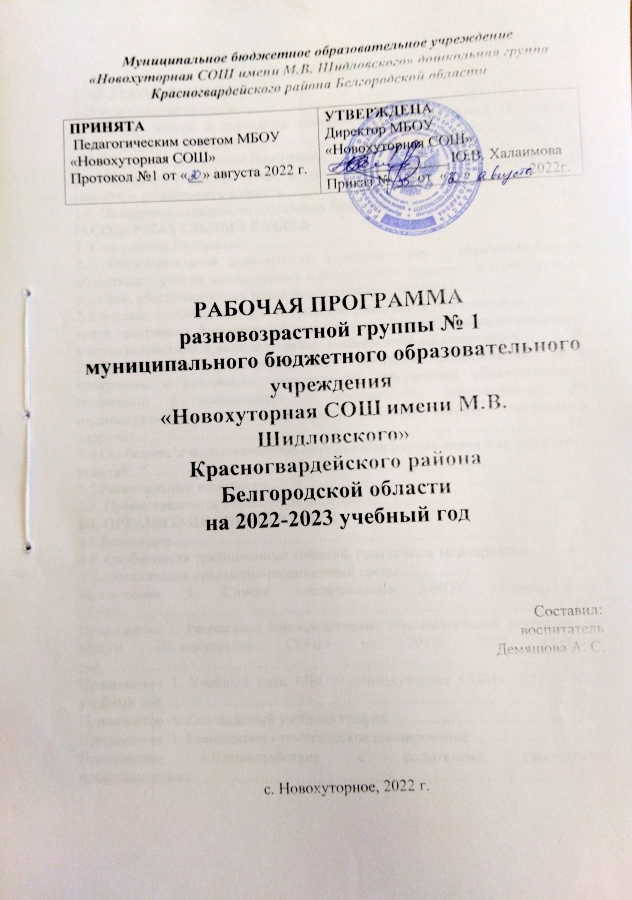 Муниципальное бюджетное образовательное учреждение
«Новохуторная СОШ имени М.В. Шидловского» дошкольная группа
Красногвардейского района Белгородской области
ПРИНЯТА
Педагогическим советом МБОУ
«Новохуторная СОШ»
Протокол №1 от « » августа 2022 г.
УТВЕРЖДЕНА
Директор МБОУ
«Новохуторная СОШ»
Ю.В. Халаимова
Приказ № от « » августа 2022г.
РАБОЧАЯ ПРОГРАММА
разновозрастной группы № 1
муниципального бюджетного образовательного
учреждения
«Новохуторная СОШ имени М.В.
Шидловского»
Красногвардейского района
Белгородской области
на 2022-2023 учебный год
Составил:
воспитатель
Демяшова А. С.
с. Новохуторное, 2022 г.